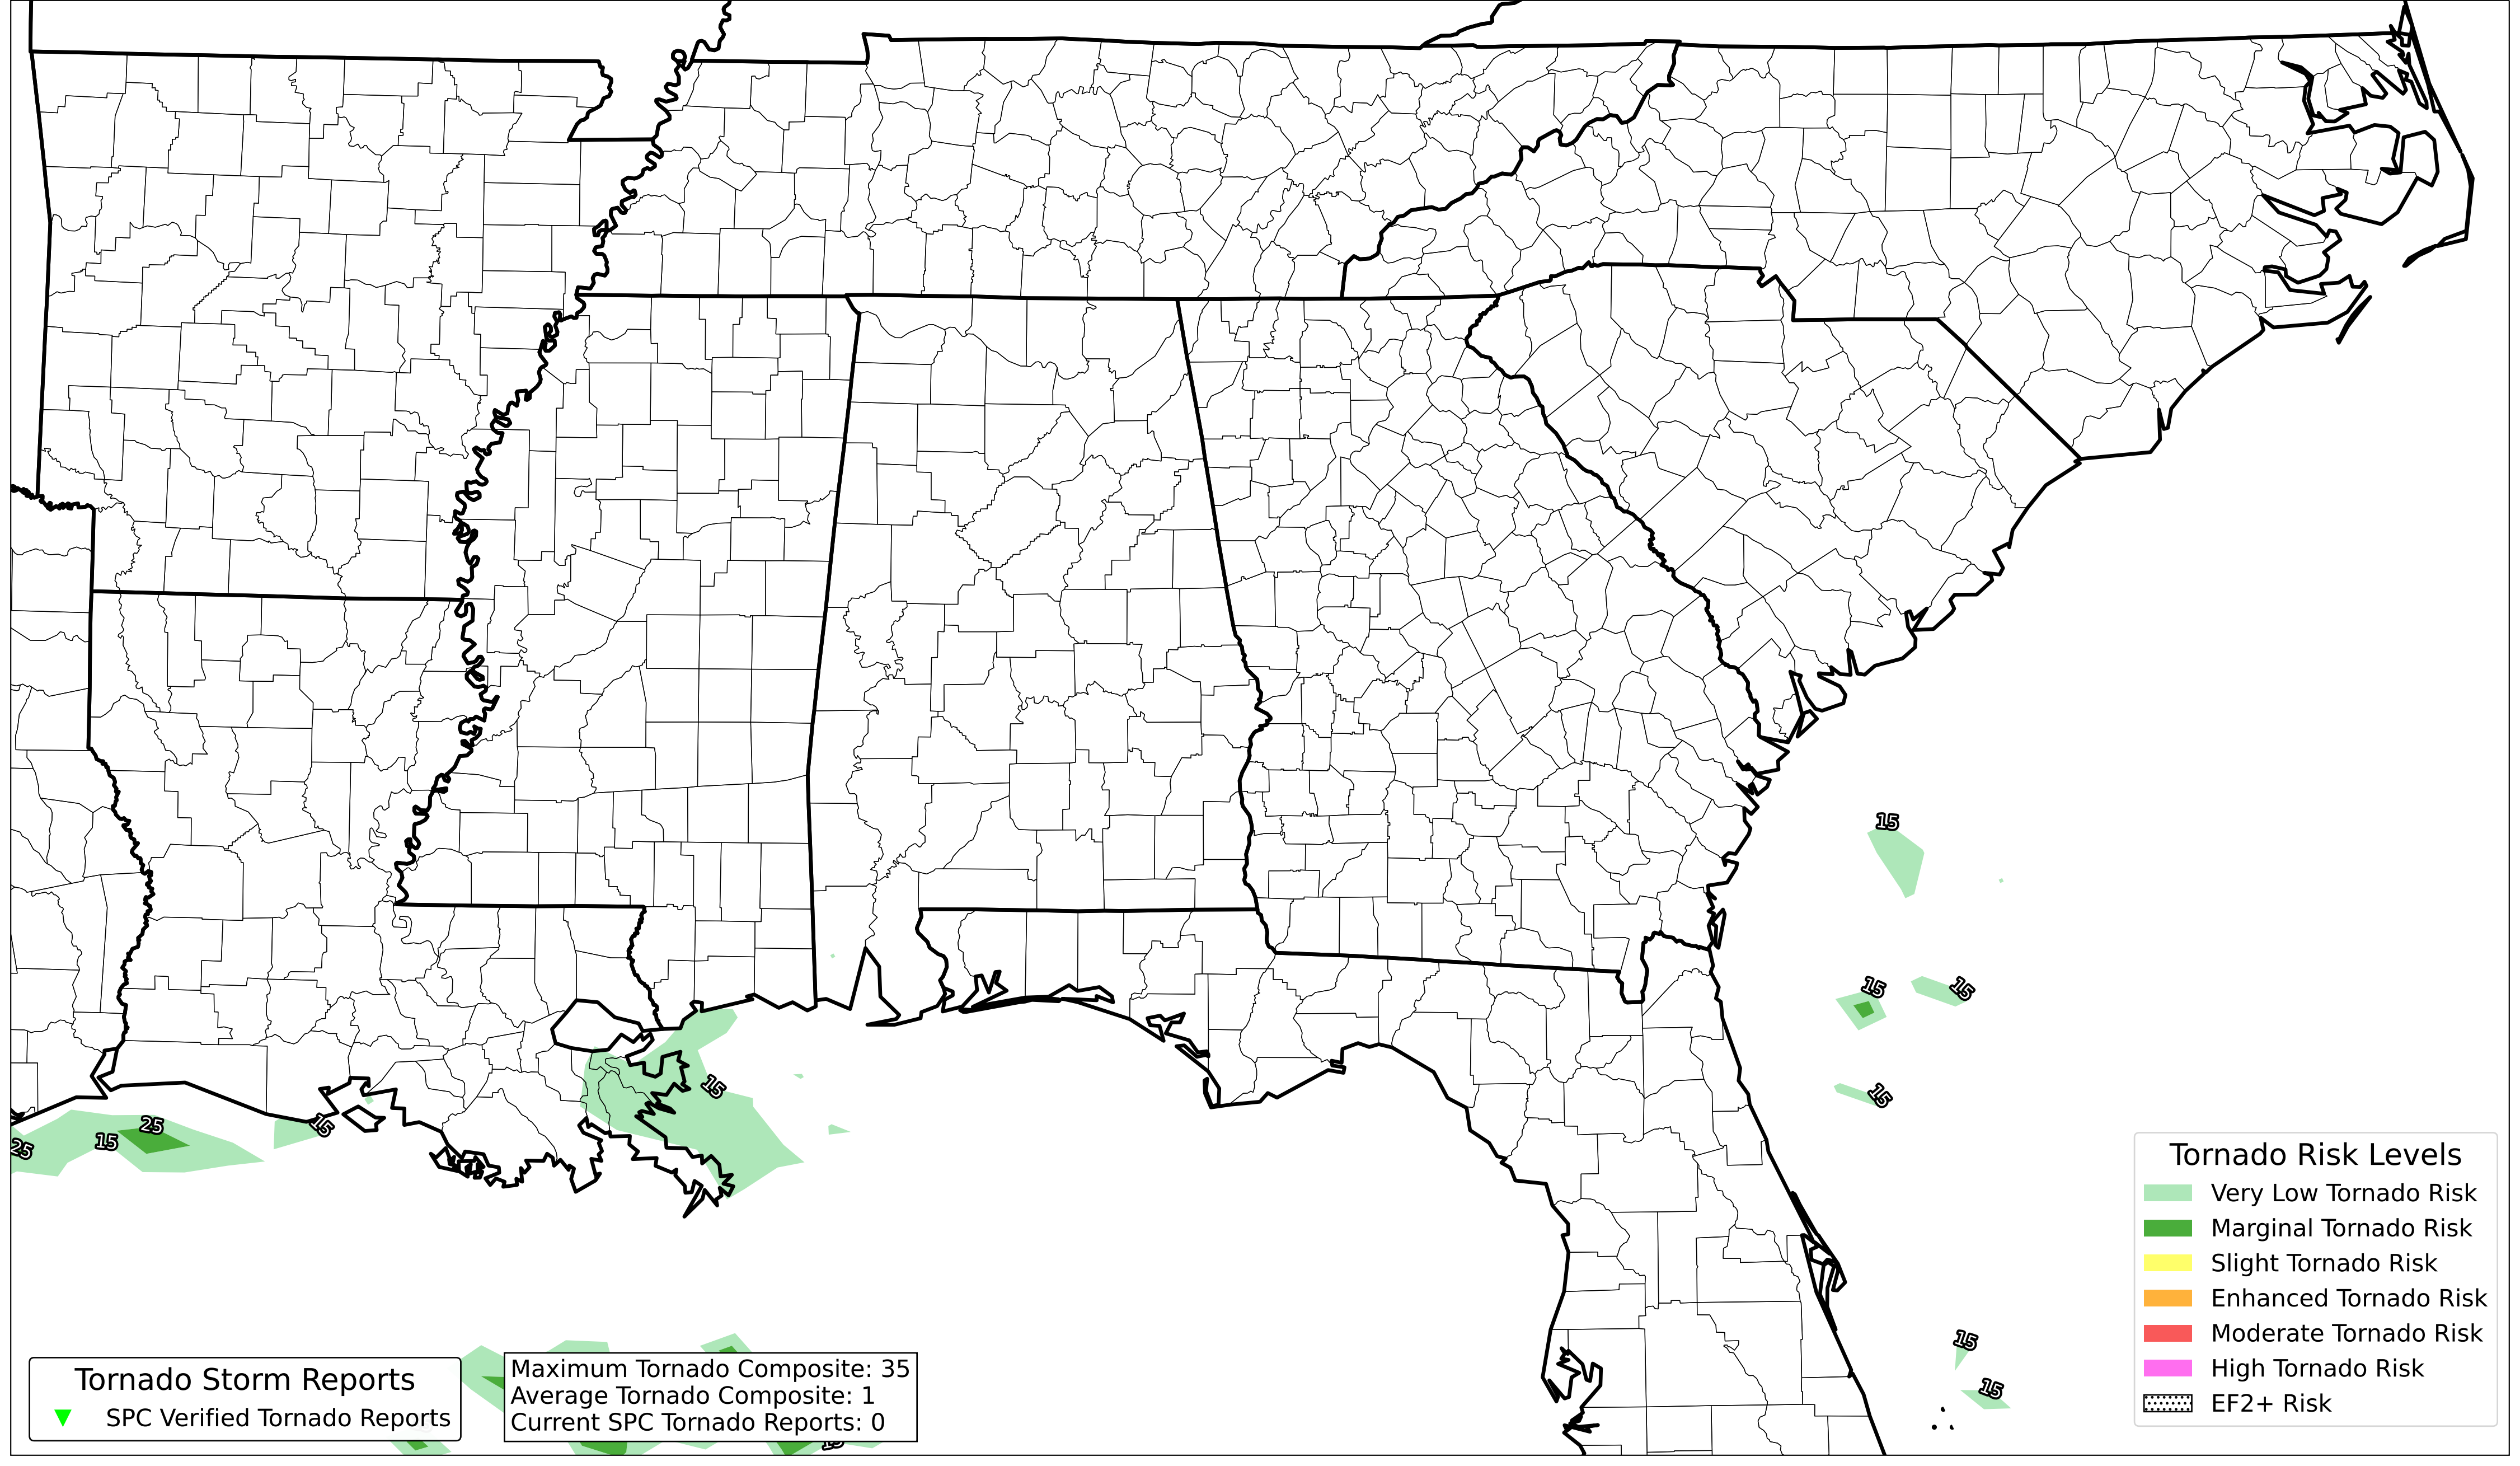 15
15
15
15
15
25
15
15
25
15
15
15
Tornado Risk Levels
Very Low Tornado Risk
Marginal Tornado Risk
Slight Tornado Risk
Enhanced Tornado Risk
Moderate Tornado Risk
High Tornado Risk
EF2+ Risk
Tornado Storm Reports
SPC Verified Tornado Reports
Maximum Tornado Composite: 35
Average Tornado Composite: 1
Current SPC Tornado Reports: 0